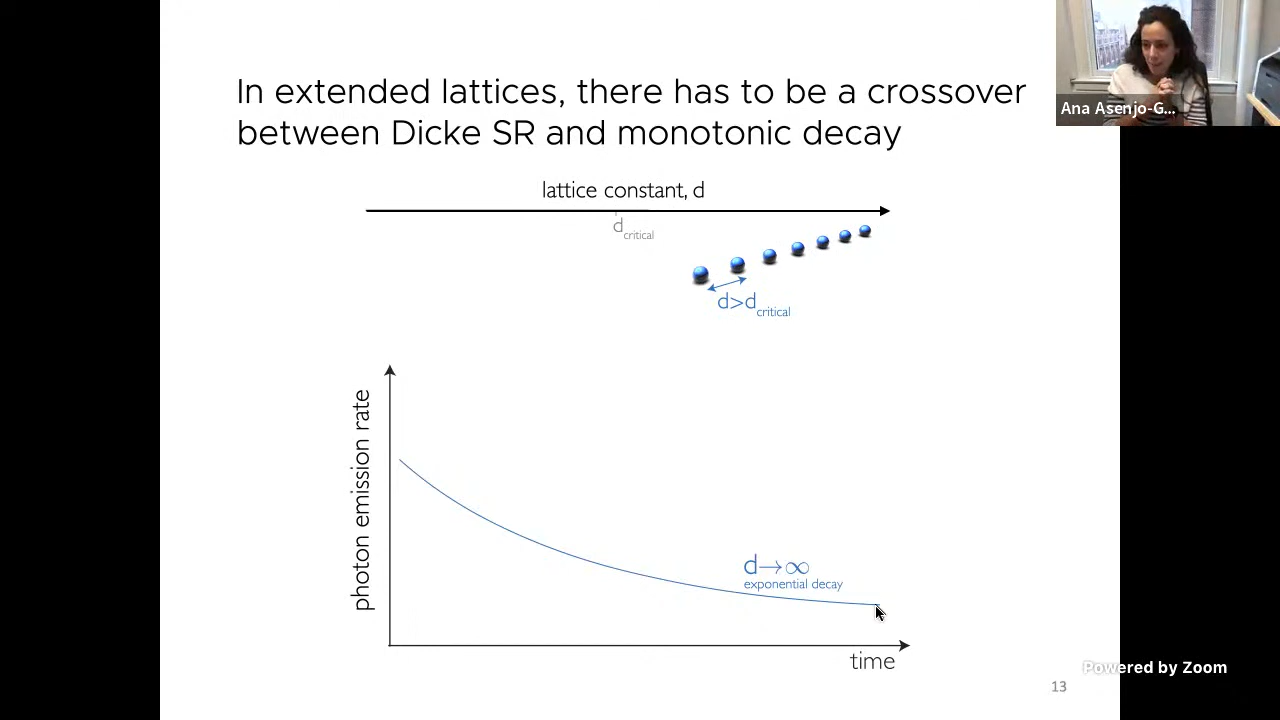 In extended lattices, there has to be a crossover
between Dicke SR and monotonic decay
Ana Asenjo-G...
lattice constant, d
d critical
d>d critical
photon emission rate
d→∞
exponential decay
time
Powered by Zoom
13